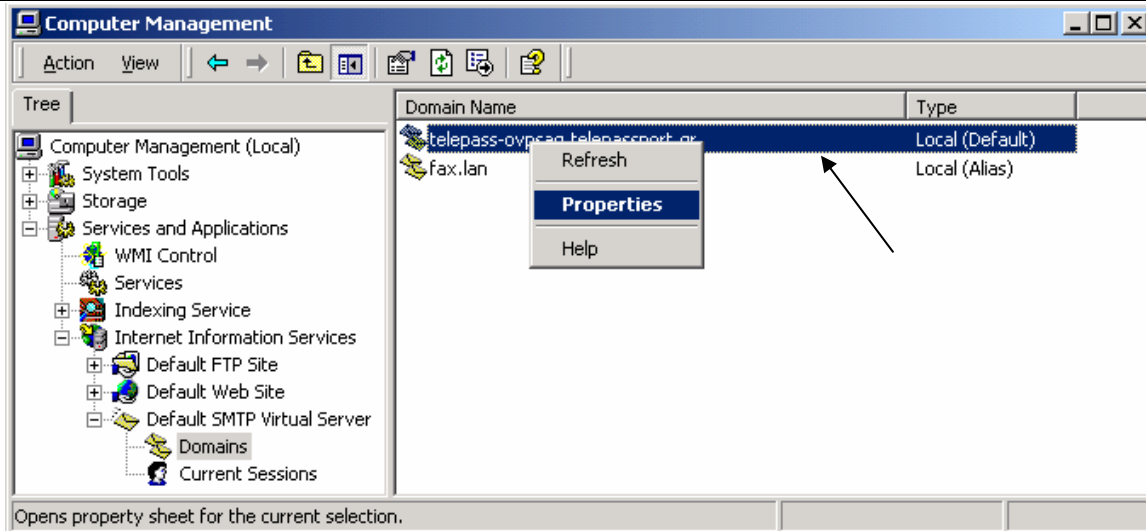 Computer Management
Action View
Tree
Domain Name Type
Computer Management (Local)
System Tools
Storage
Services and Applications
WMI Control
Services
Indexing Service
Internet Information Services
Default FTP Site
Default Web Site
Default SMTP Virtual Server
Domains
Current Sessions
telepass-ovpsag.telepassport.gr Local (Default)
fax.lan Local (Alias)
Refresh
Properties
Help
Opens property sheet for the current selection.